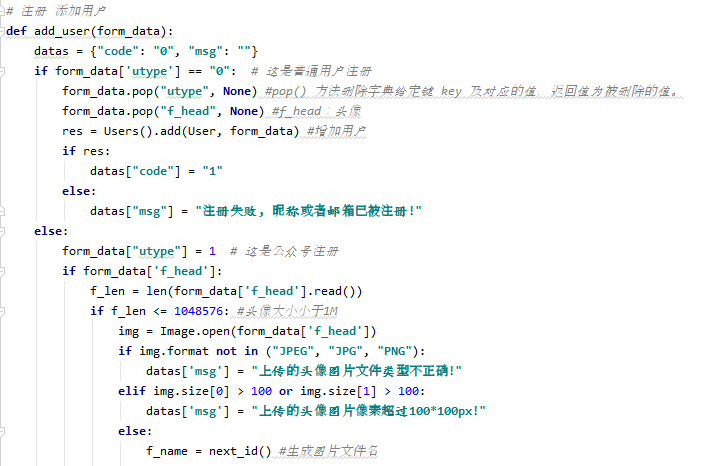 # 注册 添加用户
def add_user(form_data):
    datas = {"code": "0", "msg": ""}
    if form_data['utype'] == "0":  # 这是普通用户注册
        form_data.pop("utype", None) #pop() 方法删除字典给定键 key 及对应的值，返回值为被删除的值。
        form_data.pop("f_head", None) #f_head：头像
        res = Users().add(User, form_data) #增加用户
        if res:
            datas["code"] = "1"
        else:
            datas["msg"] = "注册失败，昵称或者邮箱已被注册!"
    else:
        form_data["utype"] = 1  # 这是公众号注册
        if form_data['f_head']:
            f_len = len(form_data['f_head'].read())
            if f_len <= 1048576: #头像大小小于1M
                img = Image.open(form_data['f_head'])
                if img.format not in ("JPEG", "JPG", "PNG"):
                    datas['msg'] = "上传的头像图片文件类型不正确!"
                elif img.size[0] > 100 or img.size[1] > 100:
                    datas['msg'] = "上传的头像图片像素超过100*100px!"
                else:
                    f_name = next_id() #生成图片文件名